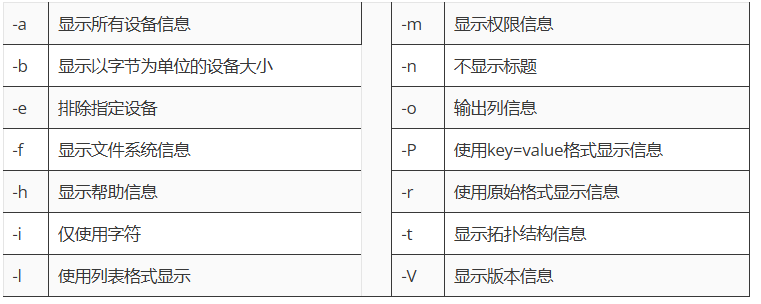 -a 显示所有设备信息 -m 显示权限信息
-b 显示以字节为单位的设备大小 -n 不显示标题
-e 排除指定设备 -o 输出列信息
-f 显示文件系统信息 -P 使用key=value格式显示信息
-h 显示帮助信息 -r 使用原始格式显示信息
-i 仅使用字符 -t 显示拓扑结构信息
-l 使用列表格式显示 -V 显示版本信息